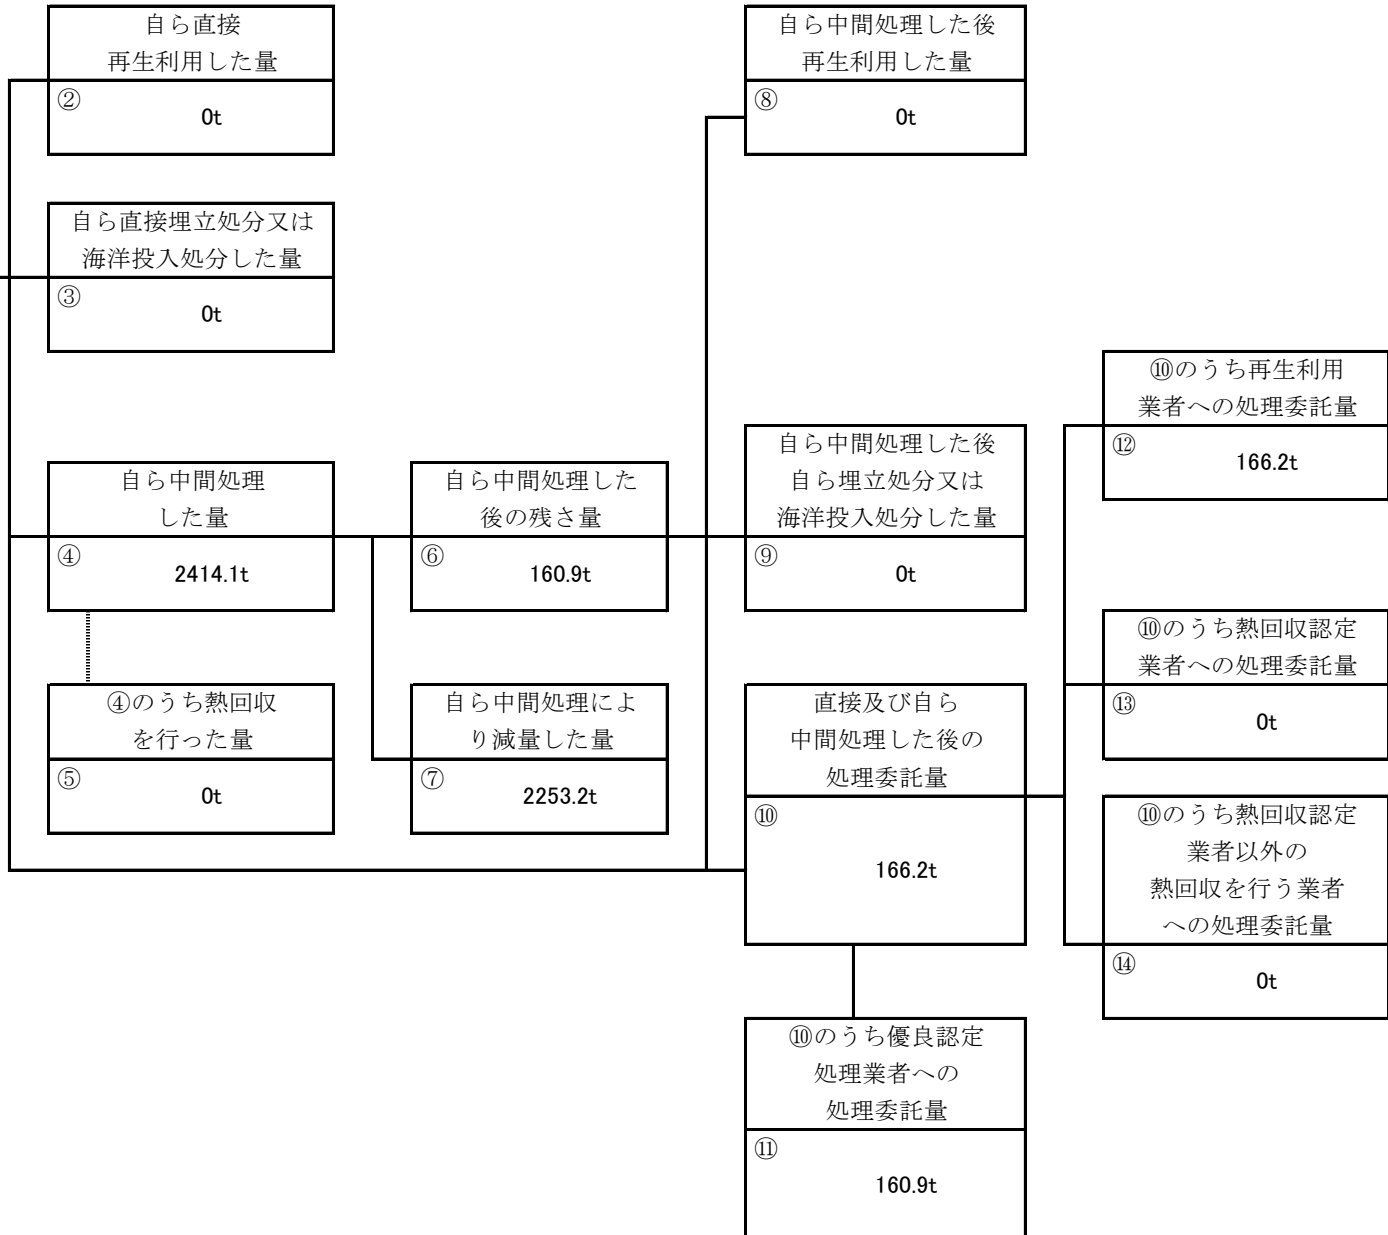 自ら直接
再生利用した量
②
0t
自ら直接埋立処分又は
海洋投入処分した量
③
0t
自ら中間処理
した量
④
2414.1t
④のうち熱回収
を行った量
⑤
0t
自ら中間処理した
後の残さ量
⑥
160.9t
自ら中間処理によ
り減量した量
⑦
2253.2t
自ら中間処理した後
再生利用した量
⑧
0t
自ら中間処理した後
自ら埋立処分又は
海洋投入処分した量
⑨
0t
直接及び自ら
中間処理した後の
処理委託量
⑩
166.2t
⑩のうち優良認定
処理業者への
処理委託量
⑪
160.9t
⑩のうち再生利用
業者への処理委託量
⑫
166.2t
⑩のうち熱回収認定
業者への処理委託量
⑬
0t
⑩のうち熱回収認定
業者以外の
熱回収を行う業者
への処理委託量
⑭
0t